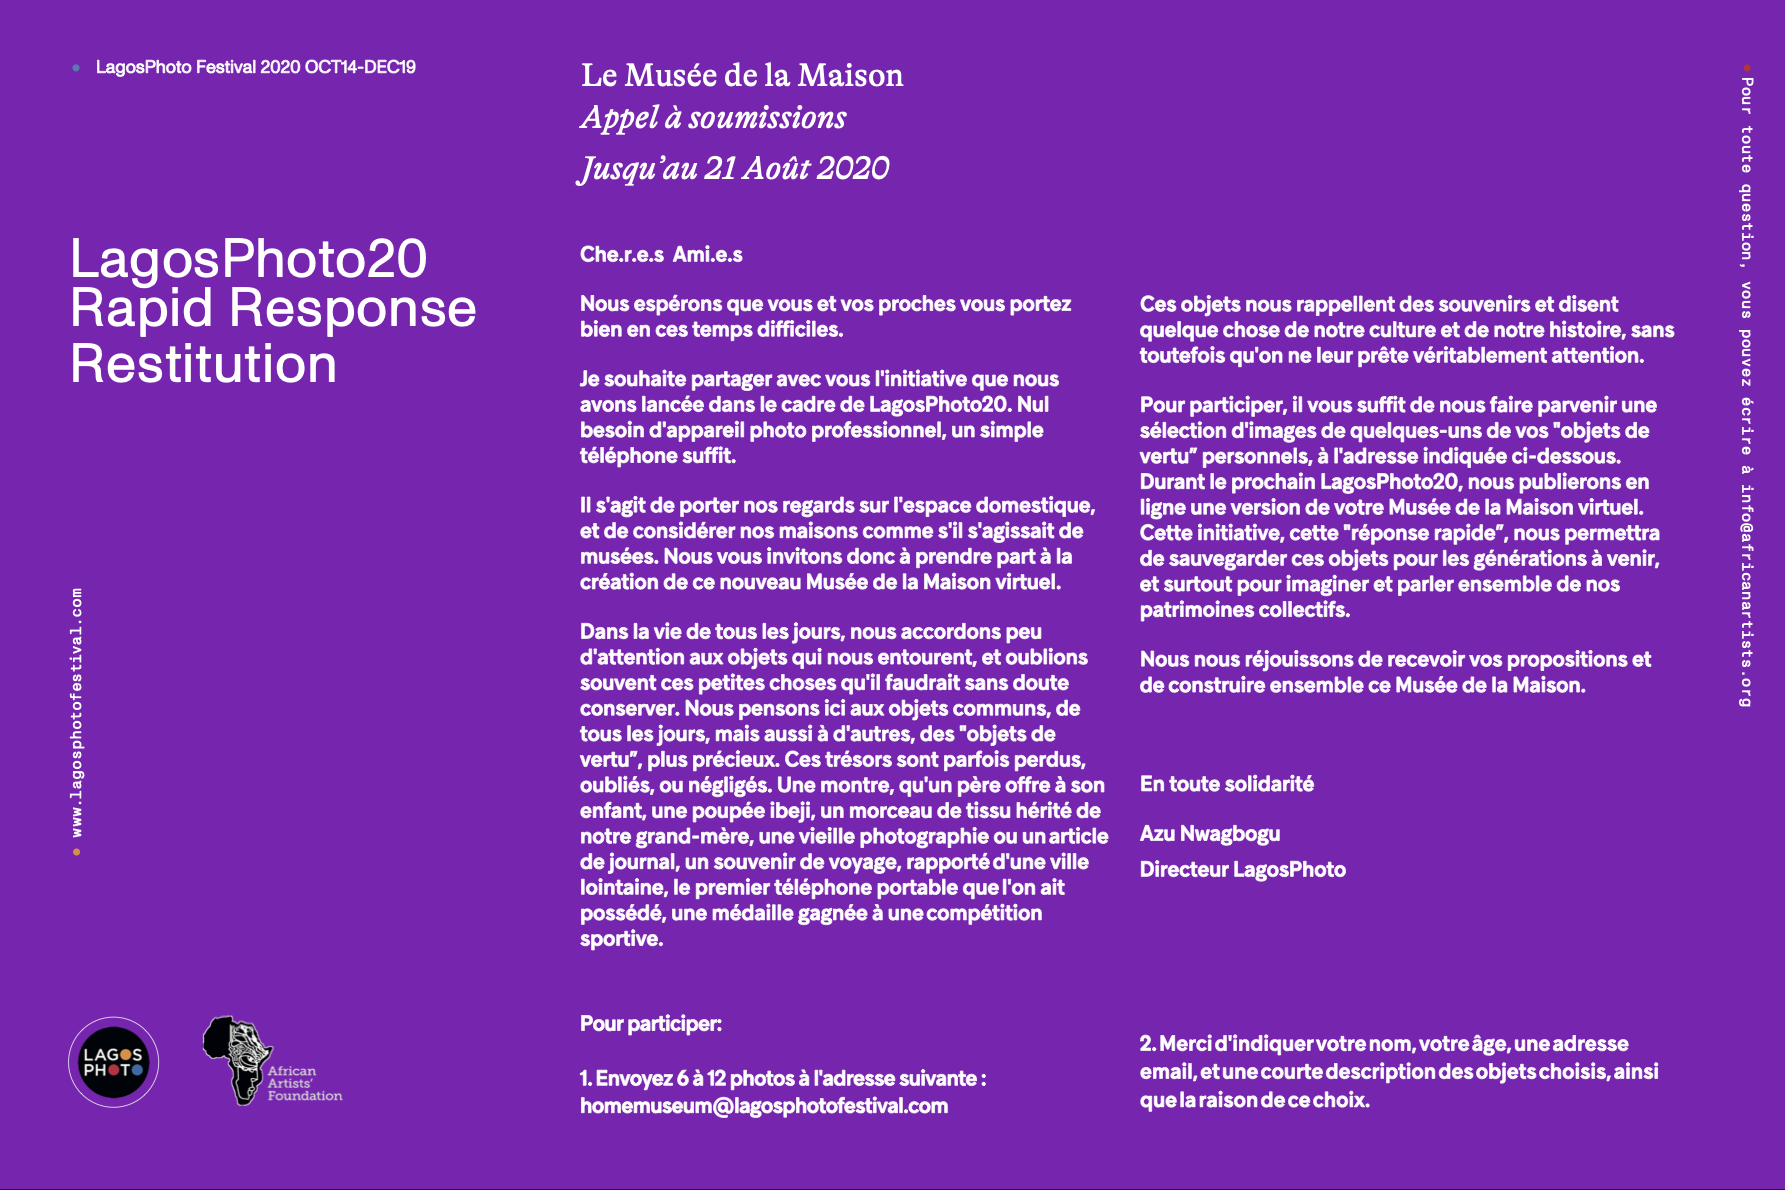 LagosPhoto Festival 2020 OCT14-DEC19
LagosPhoto20
Rapid Response
Restitution
www.lagosphotofestival.com
LAGOS
PHOTO
African
Artists'
Foundation
Le Musée de la Maison
Appel à soumissions
Jusqu’au 21 Août 2020
Che.r.e.s Ami.e.s
Nous espérons que vous et vos proches vous portez
bien en ces temps difficiles.
Je souhaite partager avec vous l'initiative que nous
avons lancée dans le cadre de LagosPhoto20. Nul
besoin d'appareil photo professionnel, un simple
téléphone suffit.
Il s'agit de porter nos regards sur l'espace domestique,
et de considérer nos maisons comme s'il s'agissait de
musées. Nous vous invitons donc à prendre part à la
création de ce nouveau Musée de la Maison virtuel.
Dans la vie de tous les jours, nous accordons peu
d'attention aux objets qui nous entourent, et oublions
souvent ces petites choses qu'il faudrait sans doute
conserver. Nous pensons ici aux objets communs, de
tous les jours, mais aussi à d'autres, des "objets de
vertu”, plus précieux. Ces trésors sont parfois perdus,
oubliés, ou négligés. Une montre, qu'un père offre à son
enfant, une poupée ibeji, un morceau de tissu hérité de
notre grand-mère, une vieille photographie ou un article
de journal, un souvenir de voyage, rapporté d'une ville
lointaine, le premier téléphone portable que l'on ait
possédé, une médaille gagnée à une compétition
sportive.
Ces objets nous rappellent des souvenirs et disent
quelque chose de notre culture et de notre histoire, sans
toutefois qu'on ne leur prête véritablement attention.
Pour participer, il vous suffit de nous faire parvenir une
sélection d'images de quelques-uns de vos "objets de
vertu” personnels, à l'adresse indiquée ci-dessous.
Durant le prochain LagosPhoto20, nous publierons en
ligne une version de votre Musée de la Maison virtuel.
Cette initiative, cette "réponse rapide”, nous permettra
de sauvegarder ces objets pour les générations à venir,
et surtout pour imaginer et parler ensemble de nos
patrimoines collectifs.
Nous nous réjouissons de recevoir vos propositions et
de construire ensemble ce Musée de la Maison.
En toute solidarité
Azu Nwagbogu
Directeur LagosPhoto
Pour participer:
1. Envoyez 6 à 12 photos à l'adresse suivante :
homemuseum@lagosphotofestival.com
2. Merci d'indiquer votre nom, votre âge, une adresse
email, et une courte description des objets choisis, ainsi
que la raison de ce choix.
Pour toute question, vous pouvez écrire à info@africanartists.org